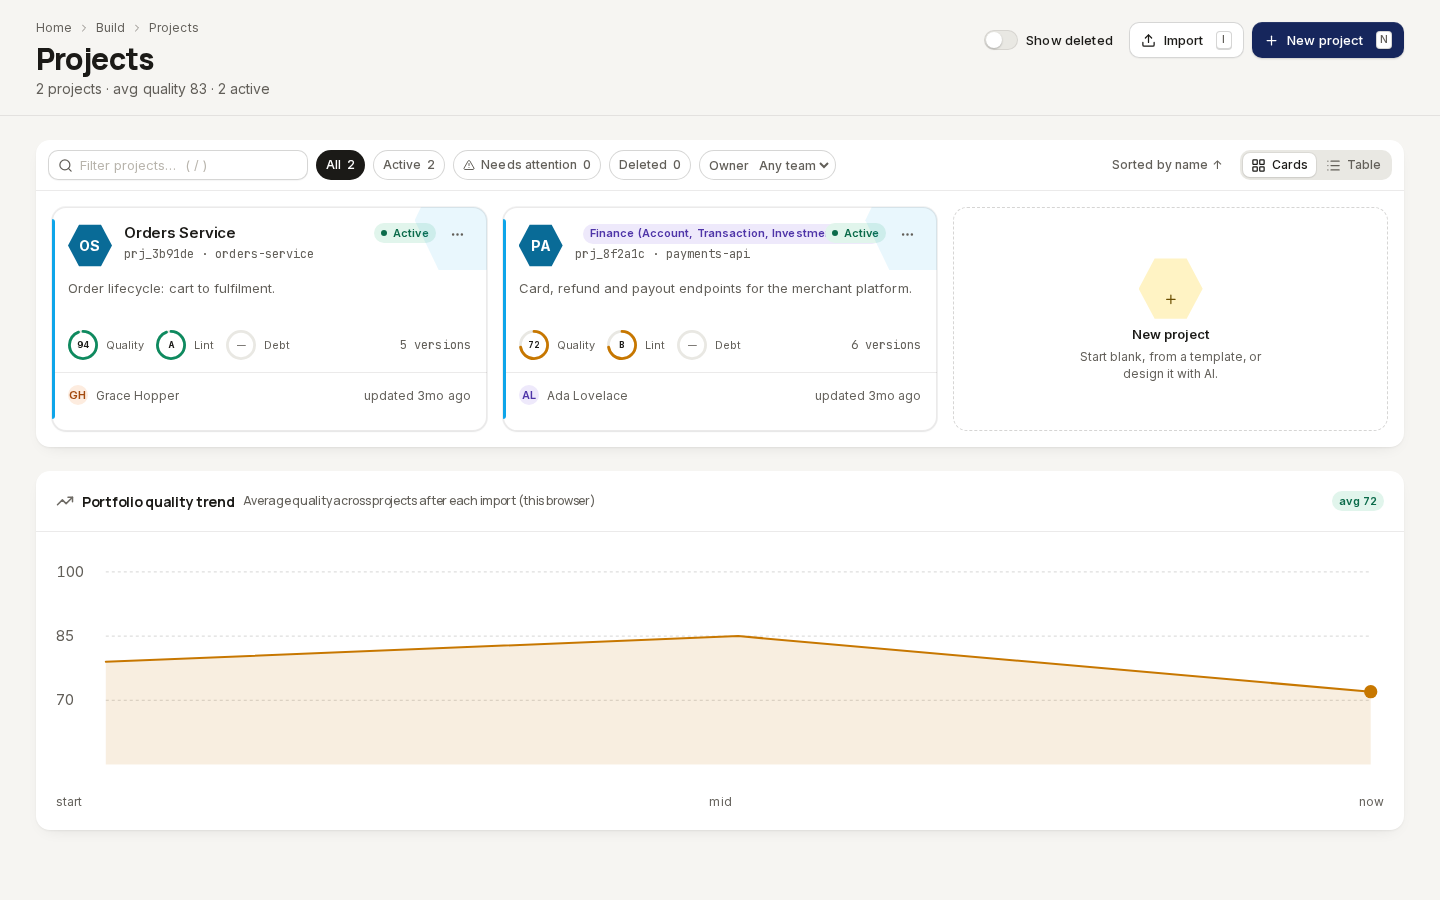 Home > Build > Projects
Projects
2 projects · avg quality 83 · 2 active
Show deleted
Import I
New project N
Filter projects… ( / )
All 2
Active 2
Needs attention 0
Deleted 0
Owner Any team
Sorted by name ↑
Cards
Table
OS
Orders Service
Active
prj_3b91de · orders-service
Order lifecycle: cart to fulfilment.
94 Quality
A Lint
— Debt
5 versions
GH Grace Hopper
updated 3mo ago
PA
Finance (Account, Transaction, Investme
Active
prj_8f2a1c · payments-api
Card, refund and payout endpoints for the merchant platform.
72 Quality
B Lint
— Debt
6 versions
AL Ada Lovelace
updated 3mo ago
+
New project
Start blank, from a template, or
design it with AI.
Portfolio quality trend
Average quality across projects after each import (this browser)
avg 72
100
85
70
start
mid
now